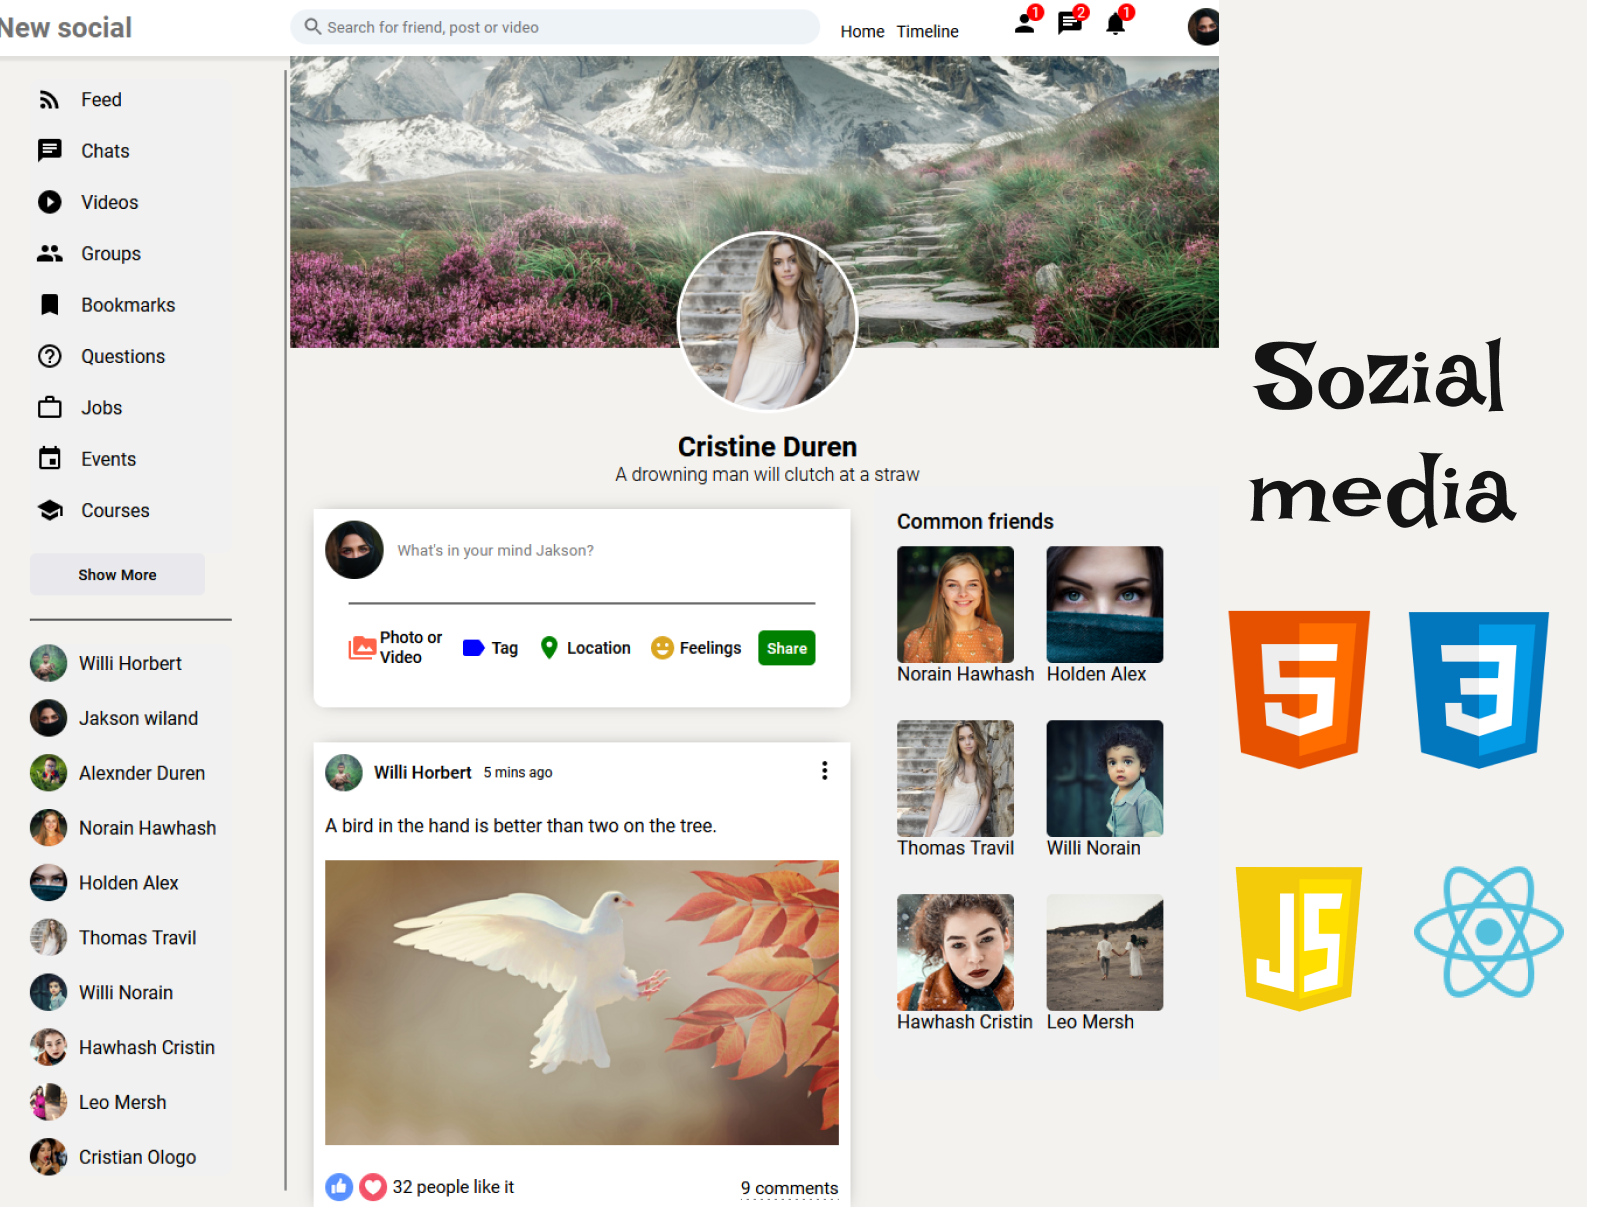 New social
Search for friend, post or video
Home Timeline
1
2
1
Feed
Chats
Videos
Groups
Bookmarks
Questions
Jobs
Events
Courses
Show More
Willi Horbert
Jakson wiland
Alexnder Duren
Norain Hawhash
Holden Alex
Thomas Travil
Willi Norain
Hawhash Cristin
Leo Mersh
Cristian Ologo
Cristine Duren
A drowning man will clutch at a straw
What's in your mind Jakson?
Photo or
Video
Tag
Location
Feelings
Share
Willi Horbert 5 mins ago
A bird in the hand is better than two on the tree.
32 people like it
9 comments
Common friends
Norain Hawhash
Holden Alex
Thomas Travil
Willi Norain
Hawhash Cristin
Leo Mersh
Sozial
media
5
3
JS